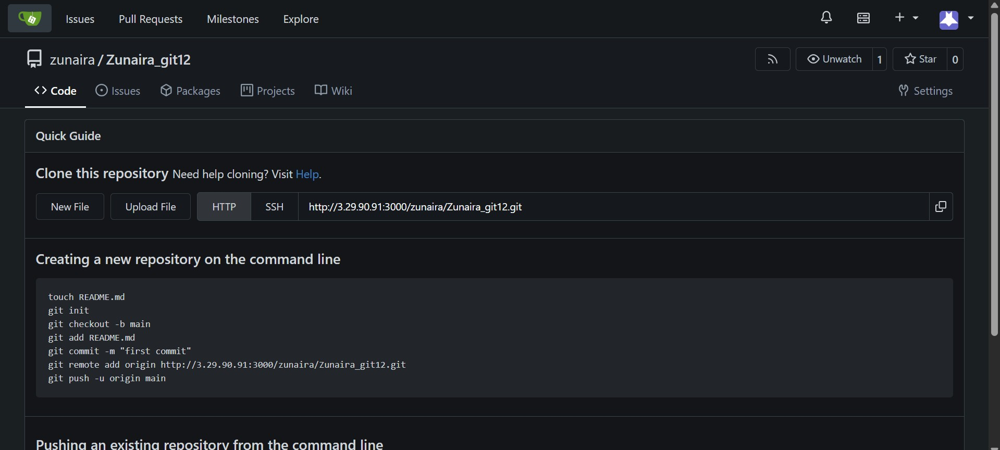 Issues Pull Requests Milestones Explore
zunaira / Zunaira_git12
Unwatch 1 Star 0
Code Issues Packages Projects Wiki Settings
Quick Guide
Clone this repository Need help cloning? Visit Help.
New File Upload File HTTP SSH http://3.29.90.91:3000/zunaira/Zunaira_git12.git
Creating a new repository on the command line
touch README.md
git init
git checkout -b main
git add README.md
git commit -m "first commit"
git remote add origin http://3.29.90.91:3000/zunaira/Zunaira_git12.git
git push -u origin main
Pushing an existing repository from the command line